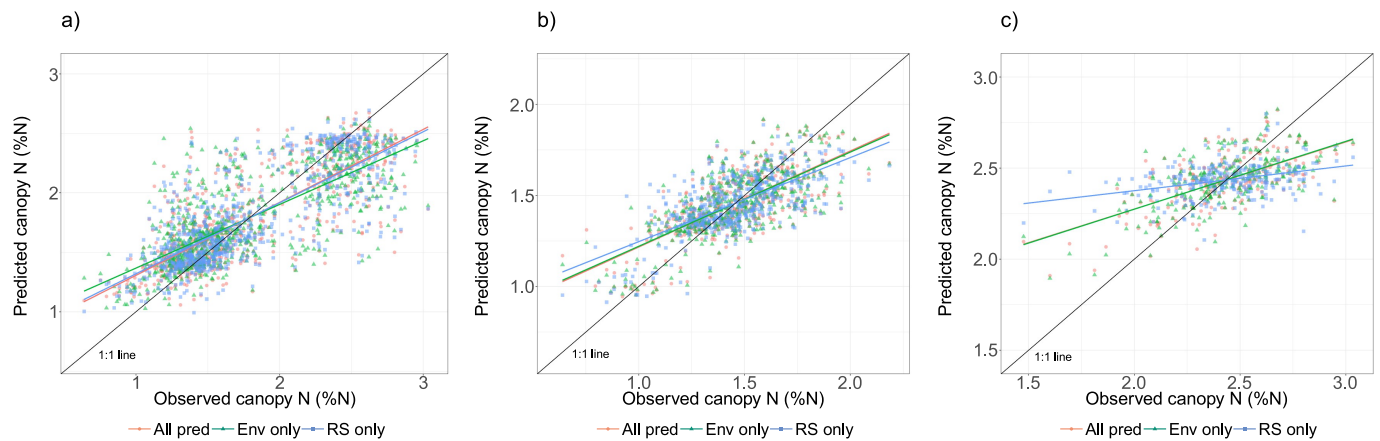 a)
Predicted canopy N (%N)
3
2
1
1:1 line
1
2
3
Observed canopy N (%N)
All pred
Env only
RS only
b)
Predicted canopy N (%N)
2.0
1.5
1.0
1:1 line
1.0
1.5
2.0
Observed canopy N (%N)
All pred
Env only
RS only
c)
Predicted canopy N (%N)
3.0
2.5
2.0
1.5
1:1 line
1.5
2.0
2.5
3.0
Observed canopy N (%N)
All pred
Env only
RS only